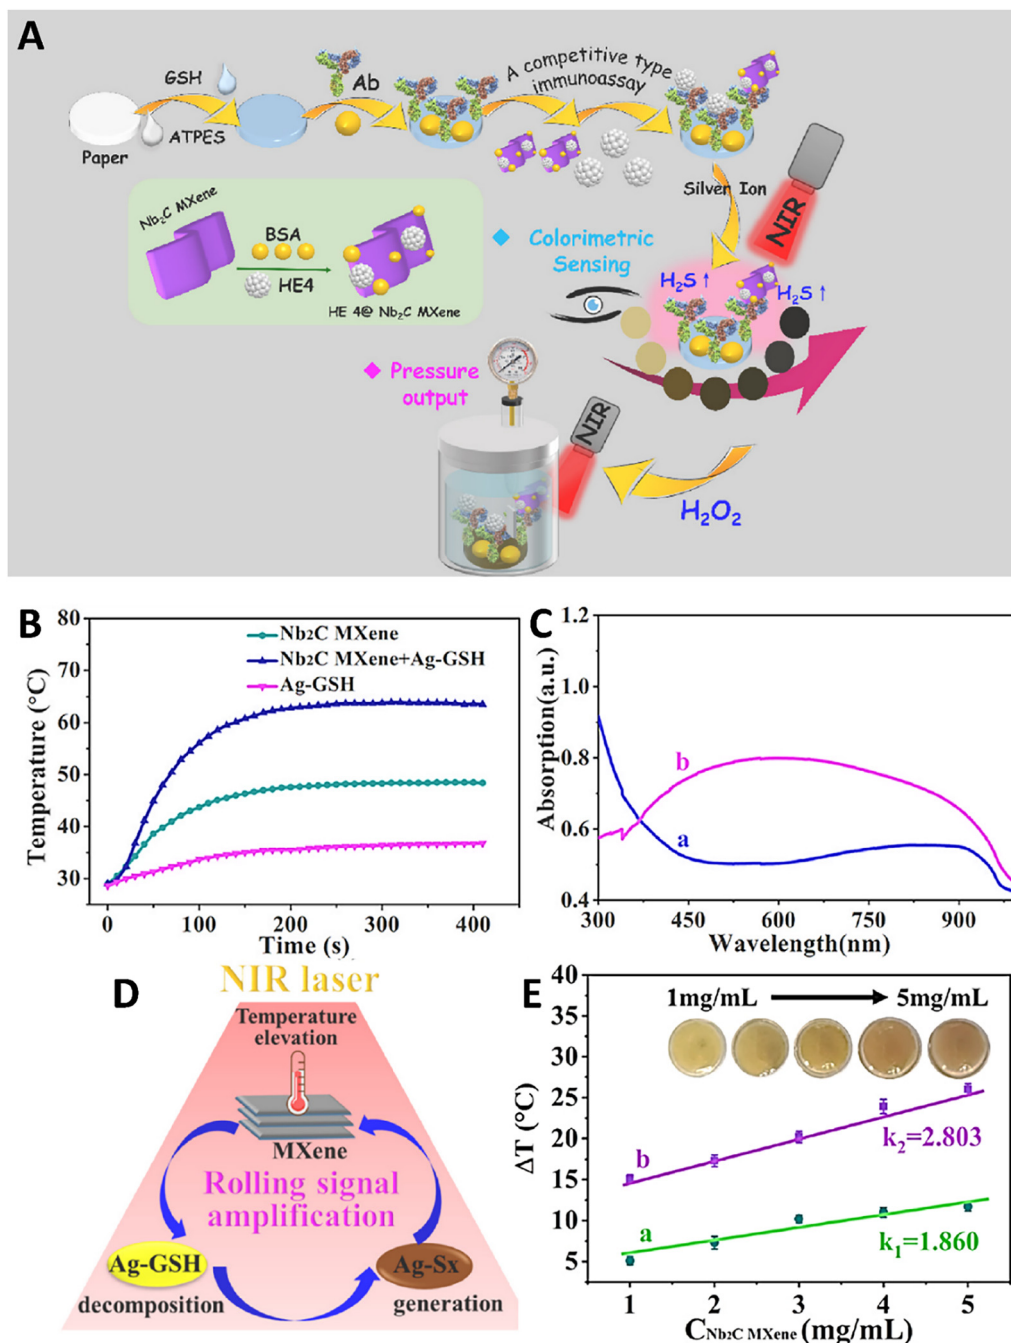 A
GSH
ATPES
Paper
Ab
A competitive type
immunoassay
Silver Ion
NIR
Nb₂C MXene
BSA
HE4
HE 4@ Nb₂C MXene
Colorimetric
Sensing
H₂S ↑
H₂S ↑
Pressure
output
NIR
H₂O₂
B
80
70
60
50
40
30
Temperature (°C)
Nb₂C MXene
Nb₂C MXene+Ag-GSH
Ag-GSH
0 100 200 300 400
Time (s)
C
1.2
1.0
0.8
0.6
0.4
Absorption(a.u.)
b
a
300 450 600 750 900
Wavelength(nm)
D
NIR laser
Temperature
elevation
MXene
Rolling signal
amplification
Ag-GSH
decomposition
Ag-Sx
generation
E
40
35
30
25
20
15
10
5
ΔT (°C)
1mg/mL
5mg/mL
b
k₂=2.803
a
k₁=1.860
1 2 3 4 5
C Nb₂C MXene (mg/mL)